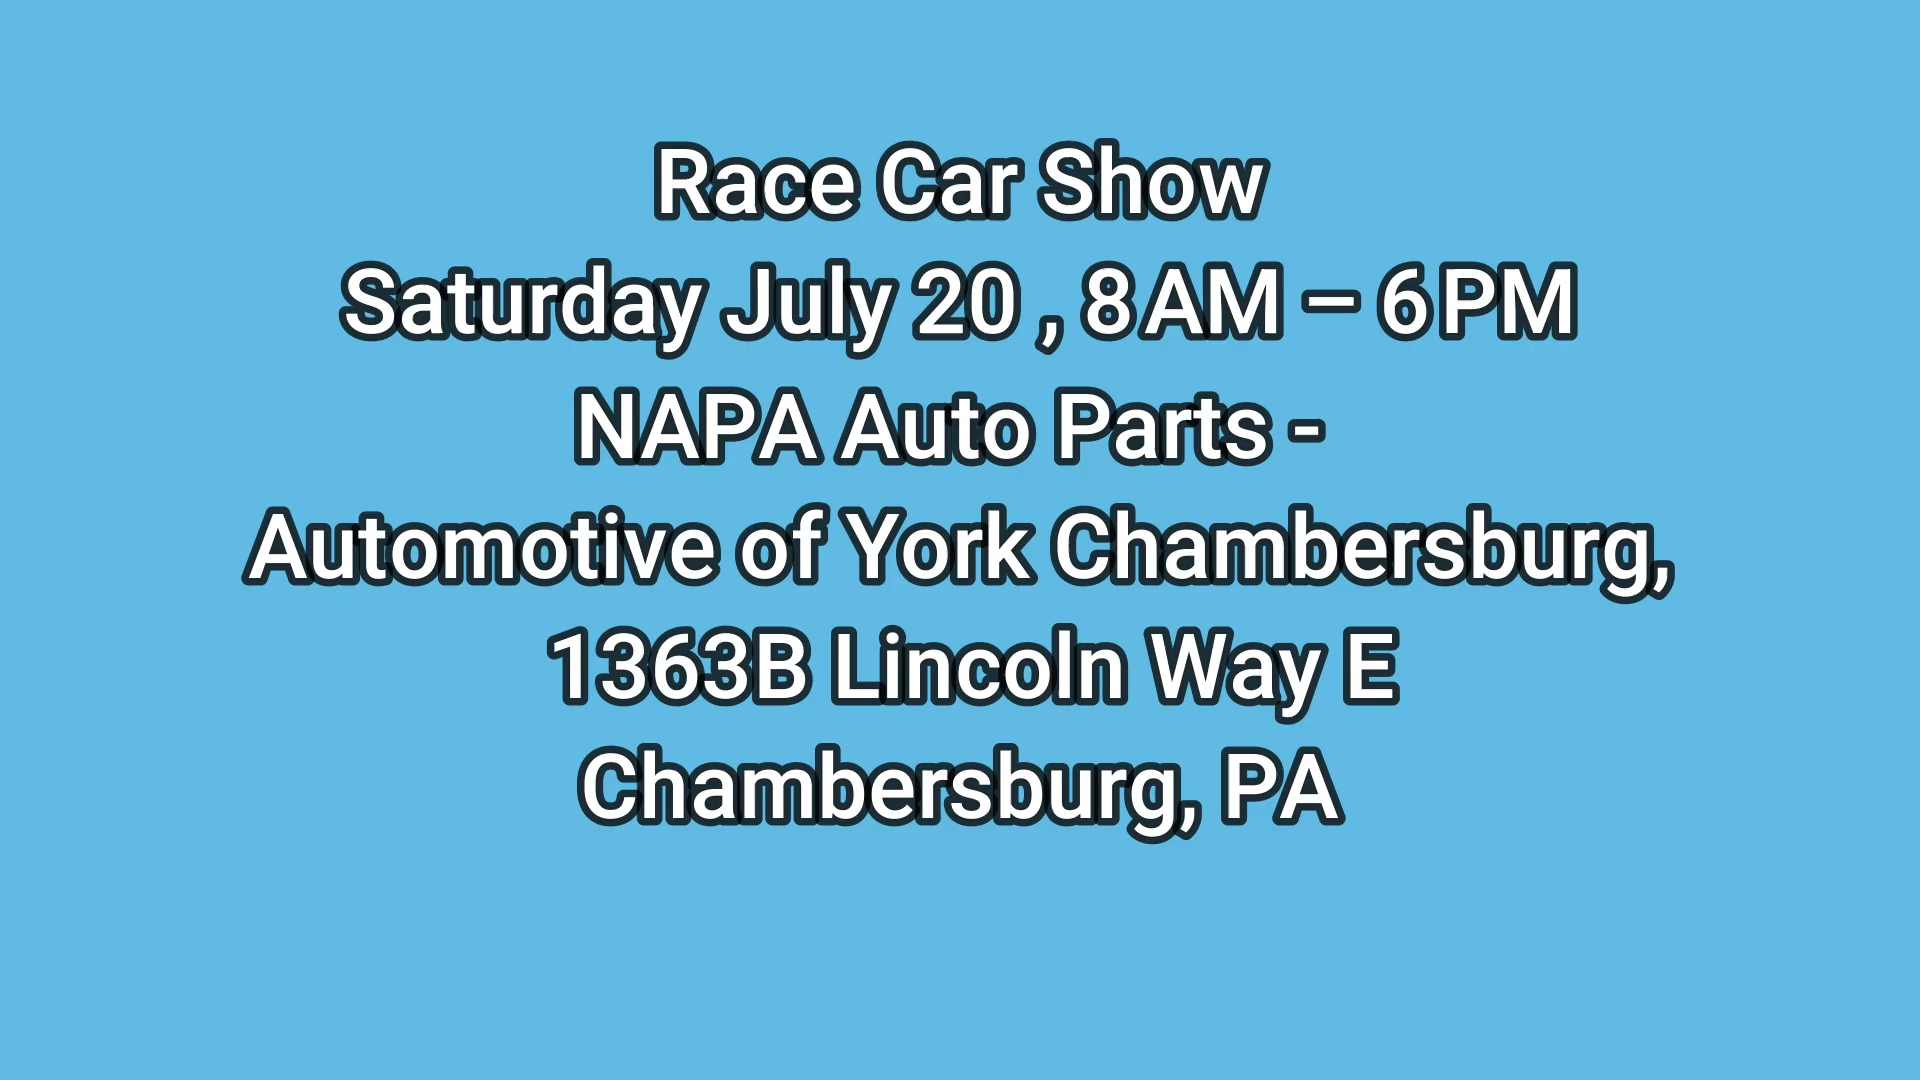 Race Car Show
Saturday July 20 , 8 AM – 6 PM
NAPA Auto Parts -
Automotive of York Chambersburg,
1363B Lincoln Way E
Chambersburg, PA